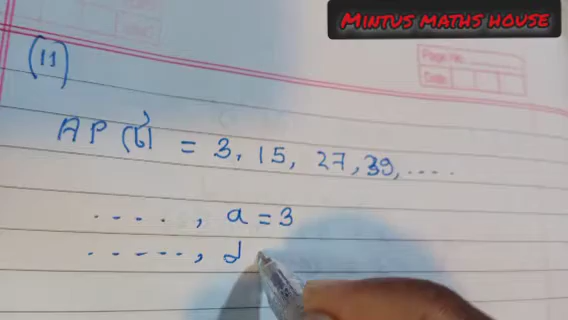 MINTUS MATHS HOUSE
Page No.
Date
(11)
AP টো = 3, 15, 27, 39, ....
...., a = 3
....., d